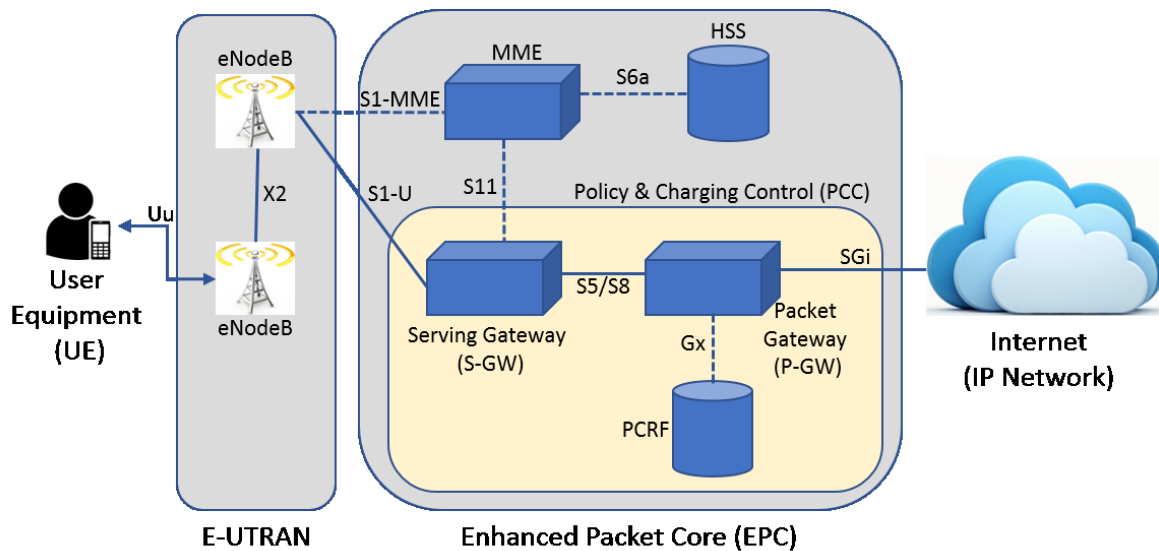 eNodeB
MME
HSS
S6a
S1-MME
X2
S1-U
S11
Policy & Charging Control (PCC)
Uu
User
Equipment
(UE)
eNodeB
S5/S8
SGi
Serving Gateway
(S-GW)
Packet
Gateway
(P-GW)
Gx
PCRF
Internet
(IP Network)
E-UTRAN
Enhanced Packet Core (EPC)